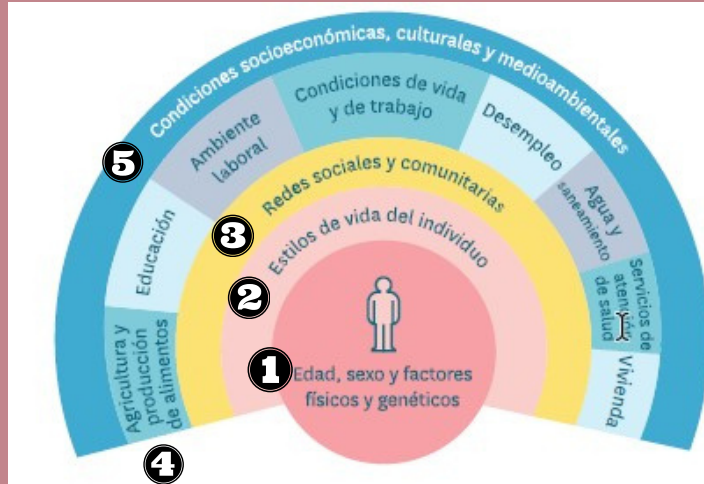 Condiciones socioeconómicas, culturales y medioambientales
5
Ambiente
laboral
Condiciones de vida
y de trabajo
Desempleo
Agua y
saneamiento
Educación
3
Redes sociales y comunitarias
2
Estilos de vida del individuo
Servicios de
atención
de salud
1
Edad, sexo y factores
físicos y genéticos
Agricultura y
producción
de alimentos
4
Vivienda